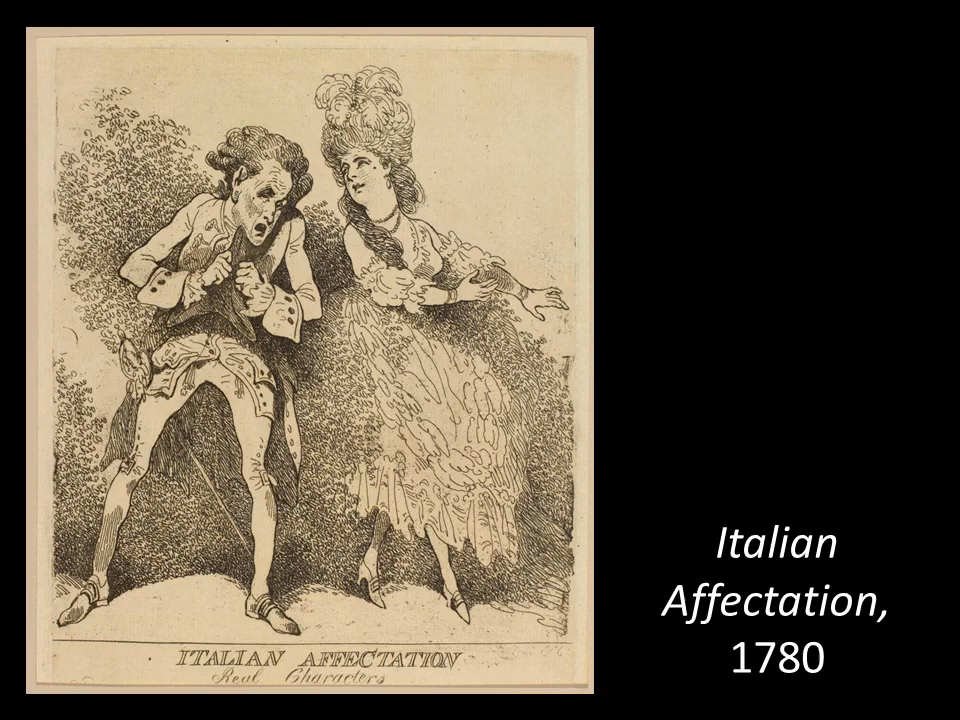 ITALIAN AFFECTATION
Real Characters
Italian
Affectation,
1780